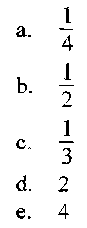 a. 1/4
b. 1/2
c. 1/3
d. 2
e. 4